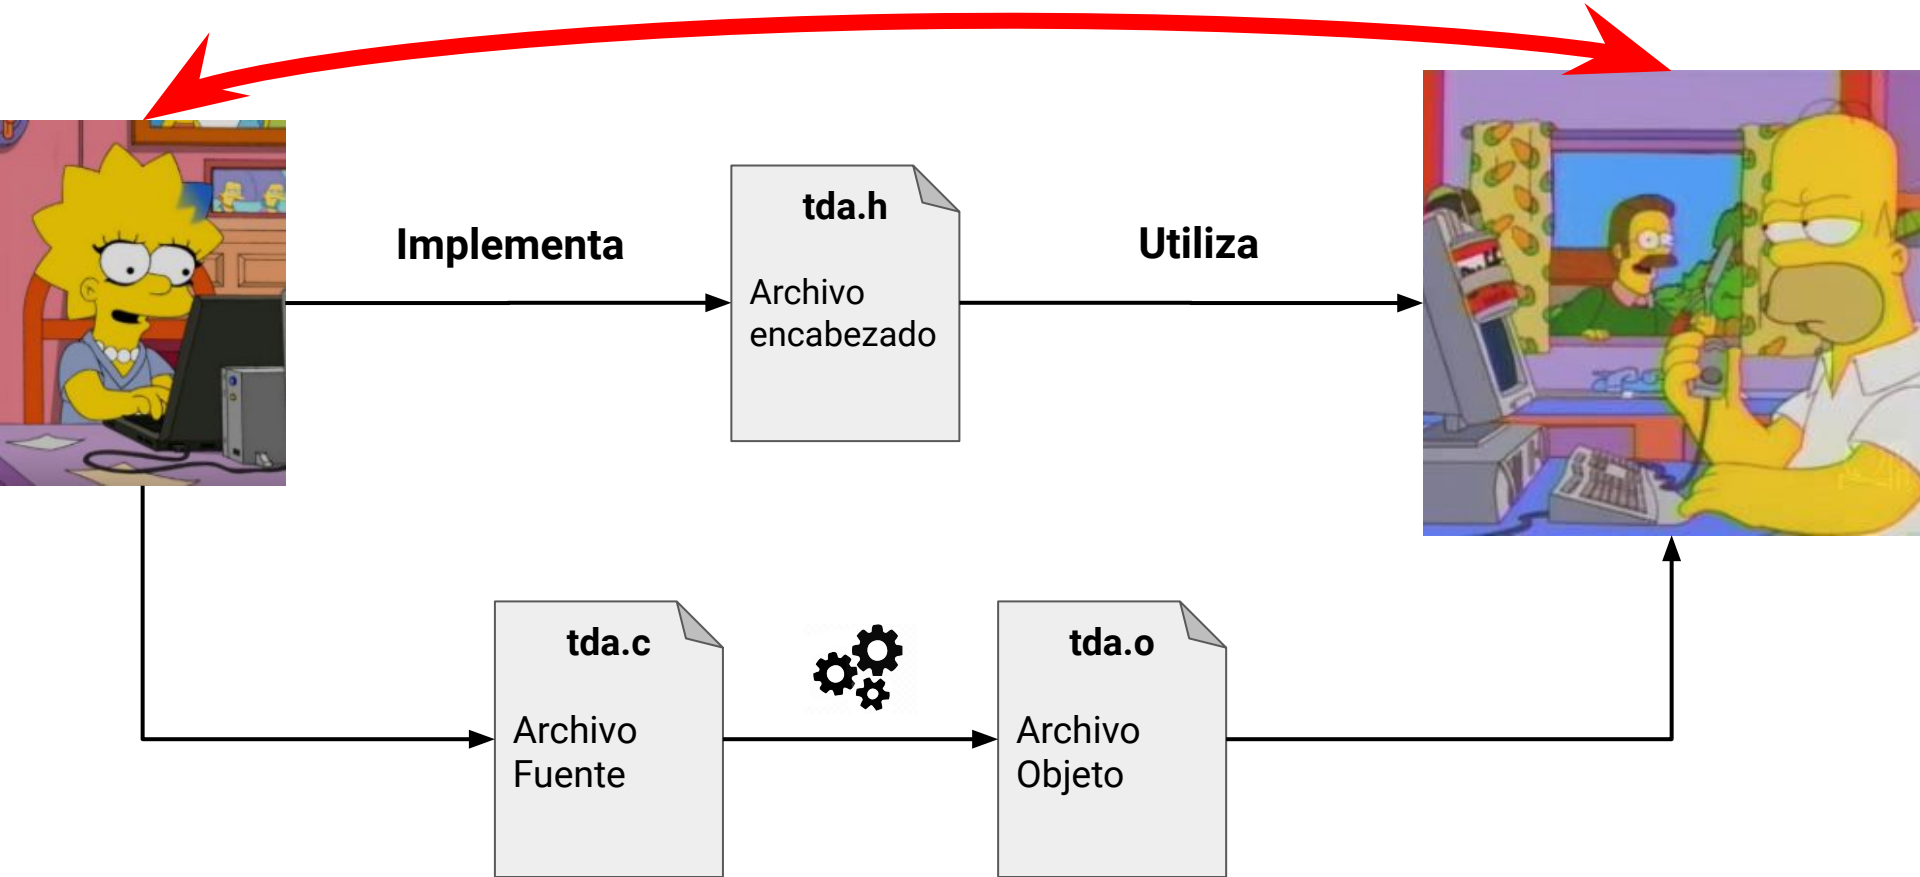 Implementa
tda.h
Archivo
encabezado
Utiliza
tda.c
Archivo
Fuente
tda.o
Archivo
Objeto